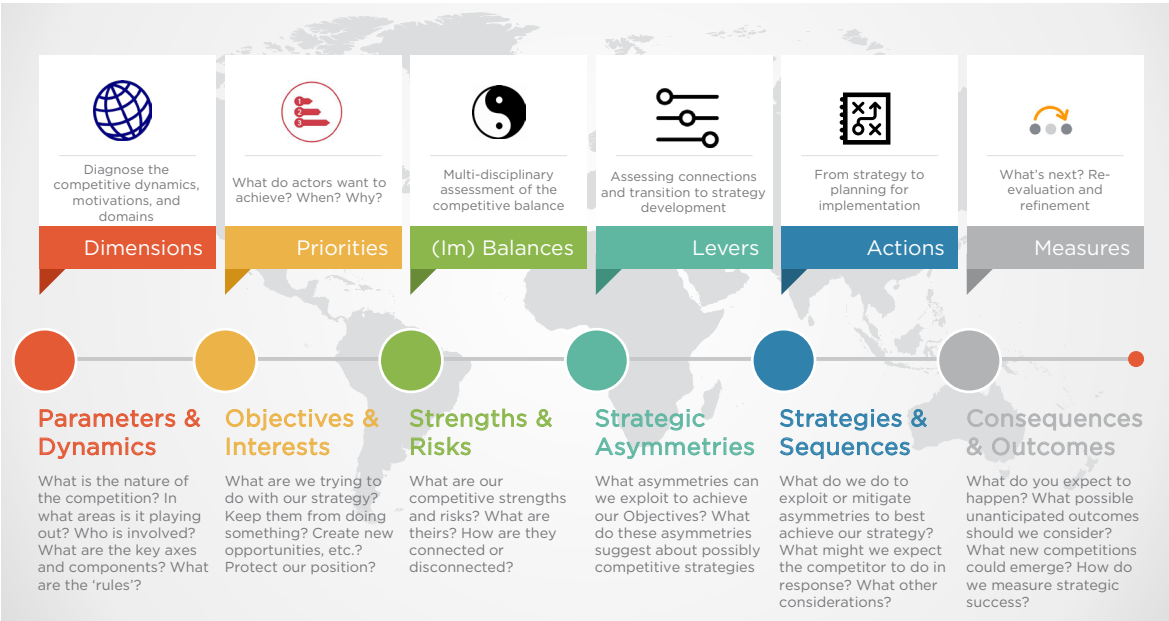 Diagnose the
competitive dynamics,
motivations, and
domains
Dimensions
What do actors want to
achieve? When? Why?
Priorities
Multi-disciplinary
assessment of the
competitive balance
(Im) Balances
Assessing connections
and transition to strategy
development
Levers
From strategy to
planning for
implementation
Actions
What's next? Re-
evaluation and
refinement
Measures
1
2
3
Parameters &
Dynamics
What is the nature of
the competition? In
what areas is it playing
out? Who is involved?
What are the key axes
and components? What
are the ‘rules’?
Objectives &
Interests
What are we trying to
do with our strategy?
Keep them from doing
something? Create new
opportunities, etc.?
Protect our position?
Strengths &
Risks
What are our
competitive strengths
and risks? What are
theirs? How are they
connected or
disconnected?
Strategic
Asymmetries
What asymmetries can
we exploit to achieve
our Objectives? What
do these asymmetries
suggest about possibly
competitive strategies
Strategies &
Sequences
What do we do to
exploit or mitigate
asymmetries to best
achieve our strategy?
What might we expect
the competitor to do in
response? What other
considerations?
Consequences
& Outcomes
What do you expect to
happen? What possible
unanticated outcomes
should we consider?
What new competitions
could emerge? How do
we measure strategic
success?